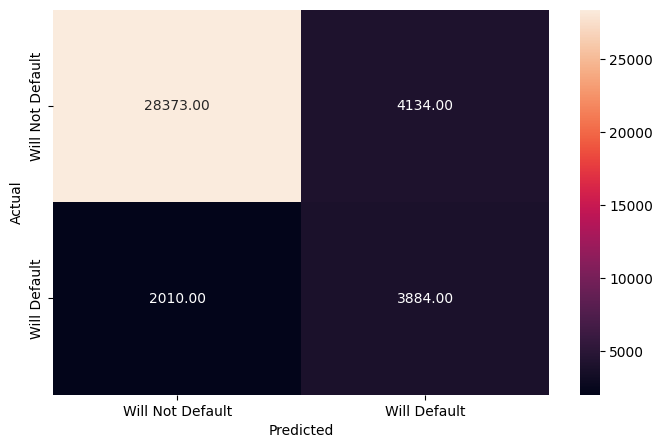 Actual
Will Not Default
Will Default
28373.00
4134.00
2010.00
3884.00
Will Not Default
Will Default
Predicted
25000
20000
15000
10000
5000